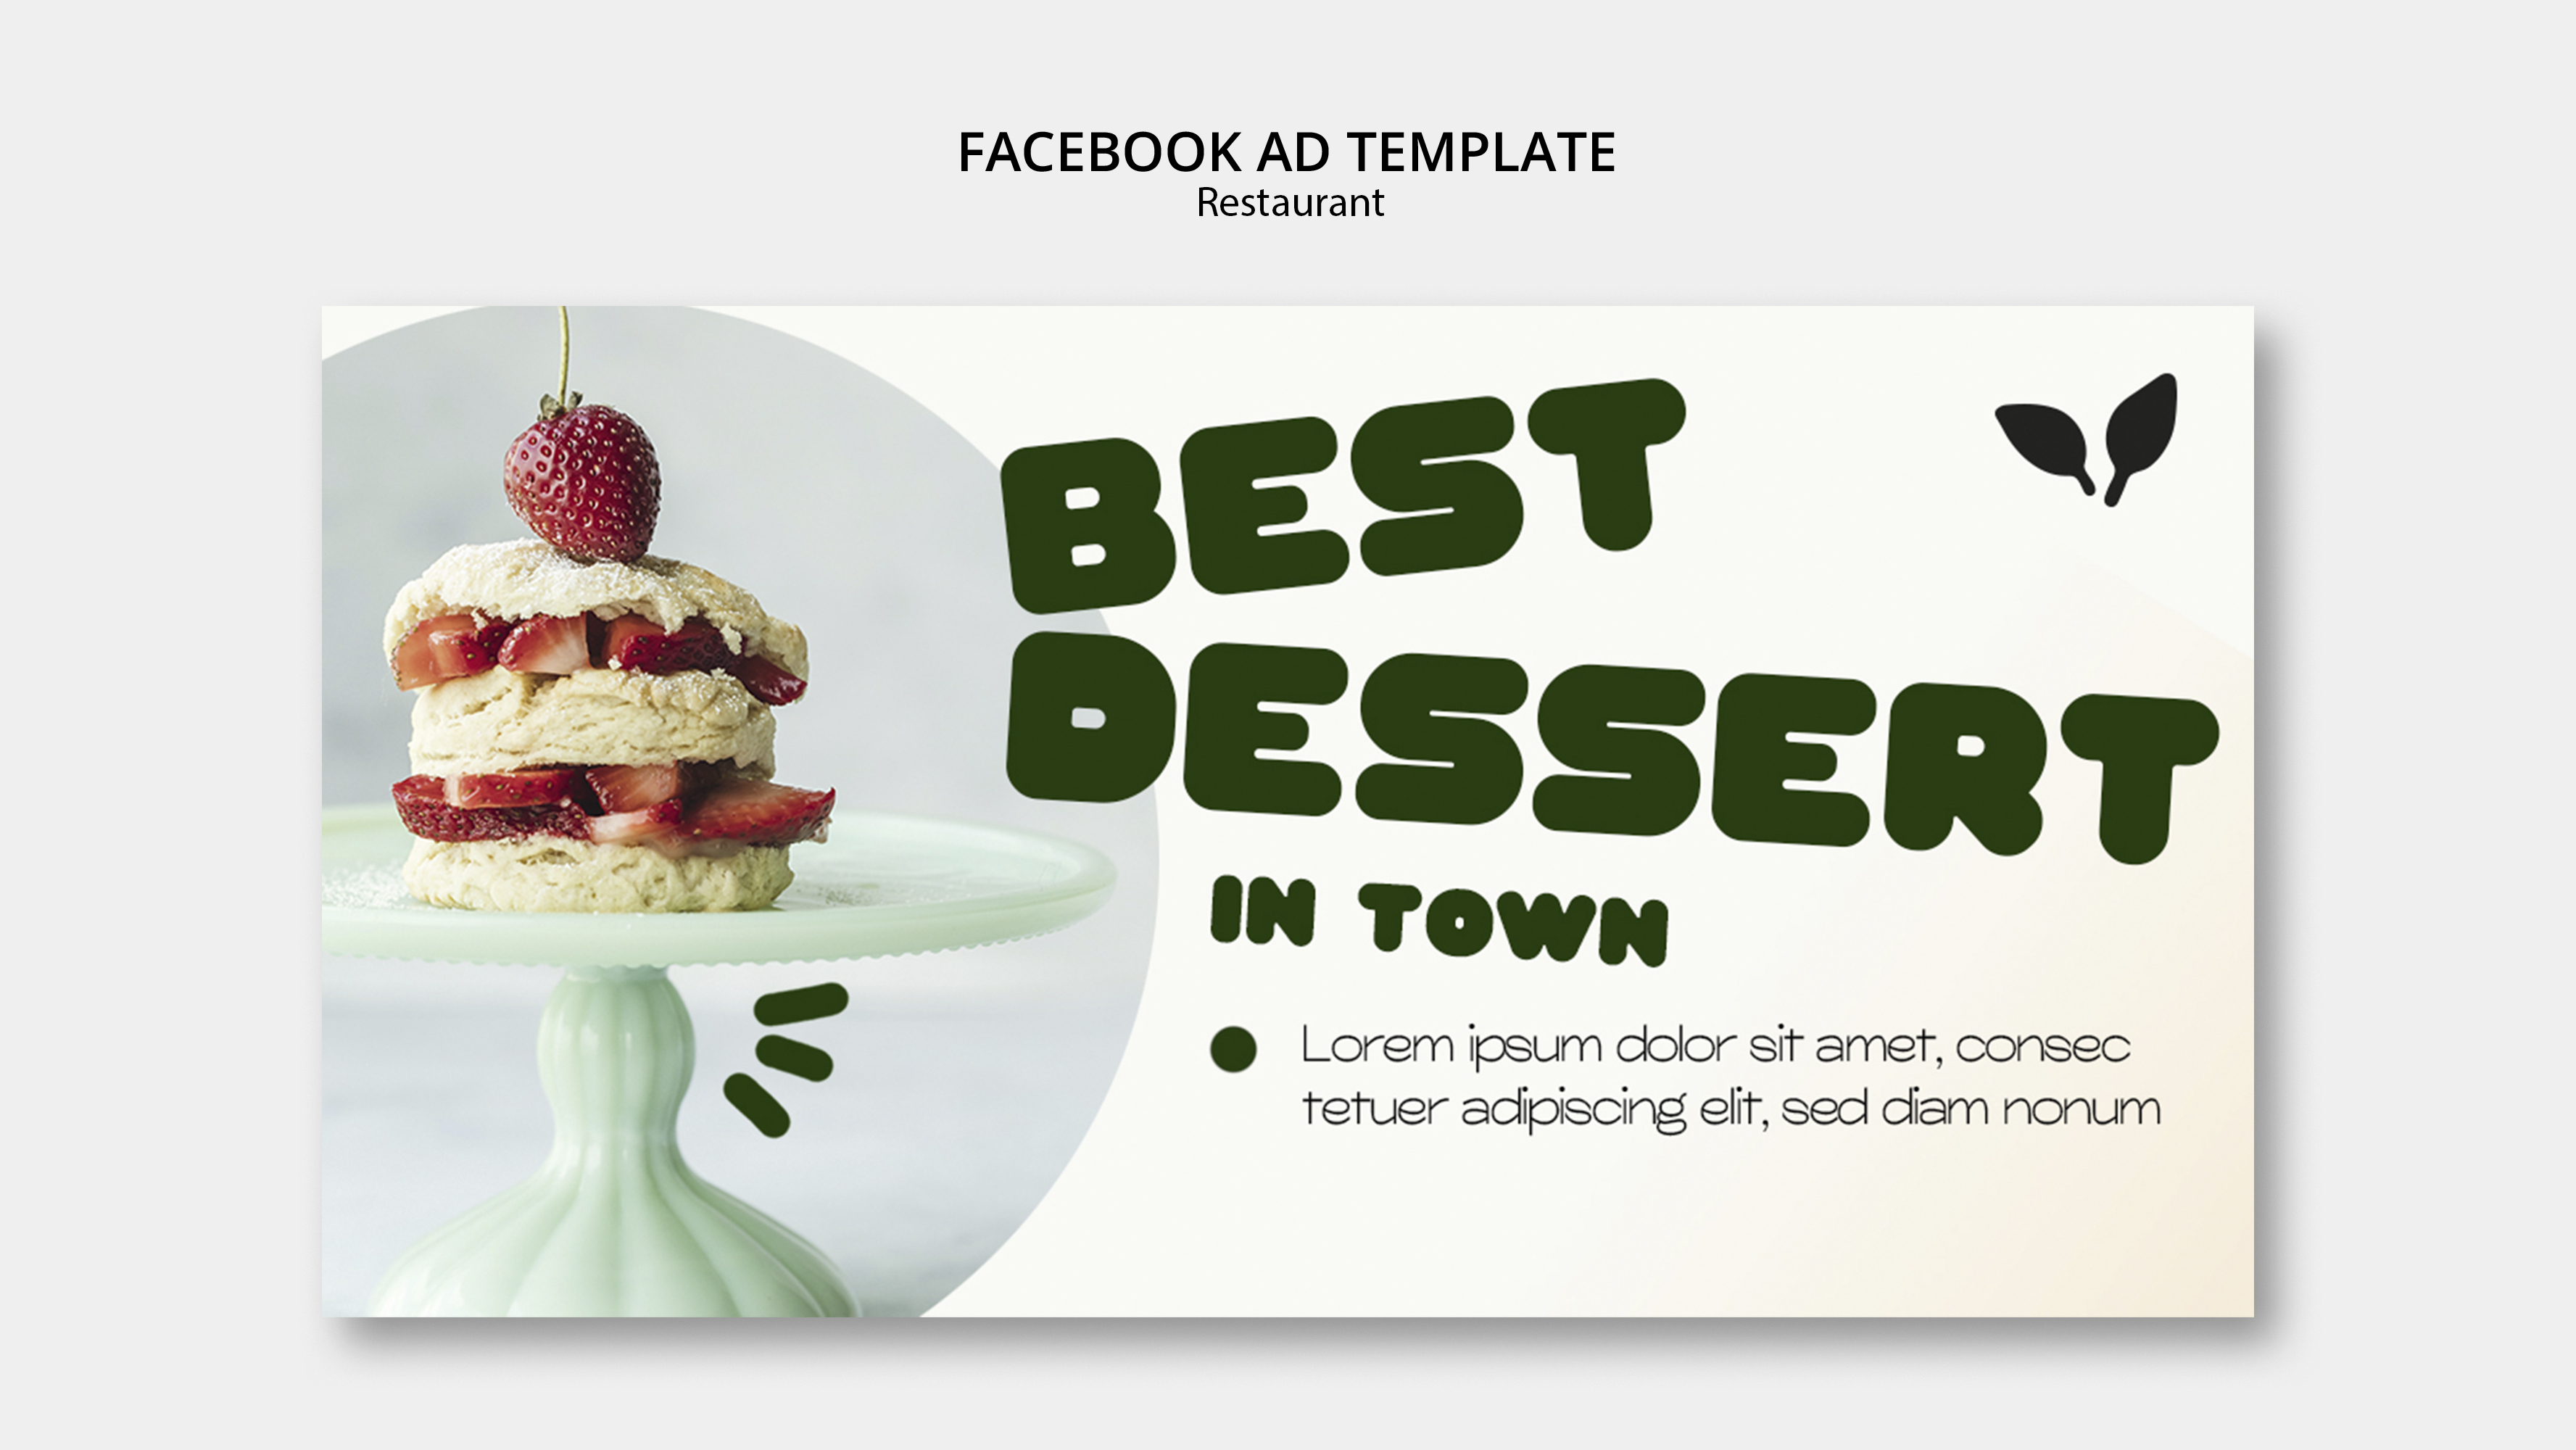 FACEBOOK AD TEMPLATE
Restaurant
BEST
DESSERT
IN TOWN
Lorem ipsum dolor sit amet, consec
tetuer adipiscing elit, sed diam nonum